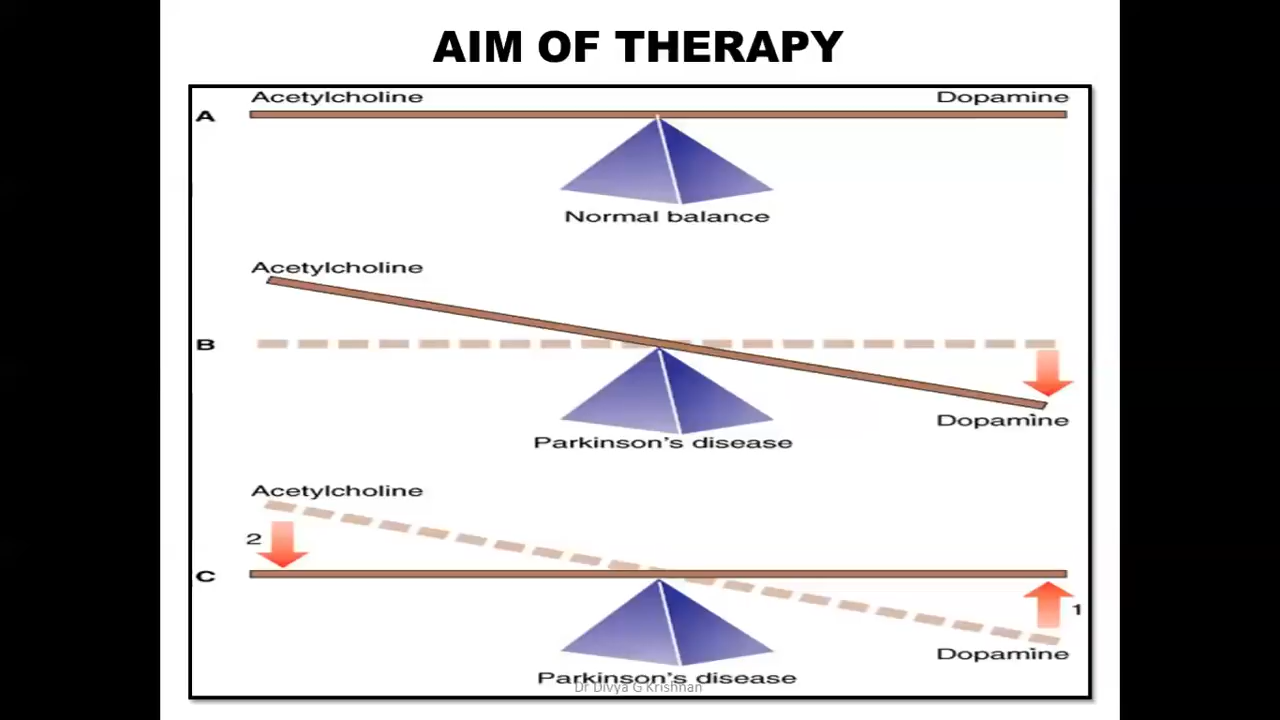 AIM OF THERAPY
Acetylcholine Dopamine
A
Normal balance
Acetylcholine
B
Dopamine
Parkinson's disease
Acetylcholine
2
C
1
Dopamine
Parkinson's disease
Dr Divya G Krishnan